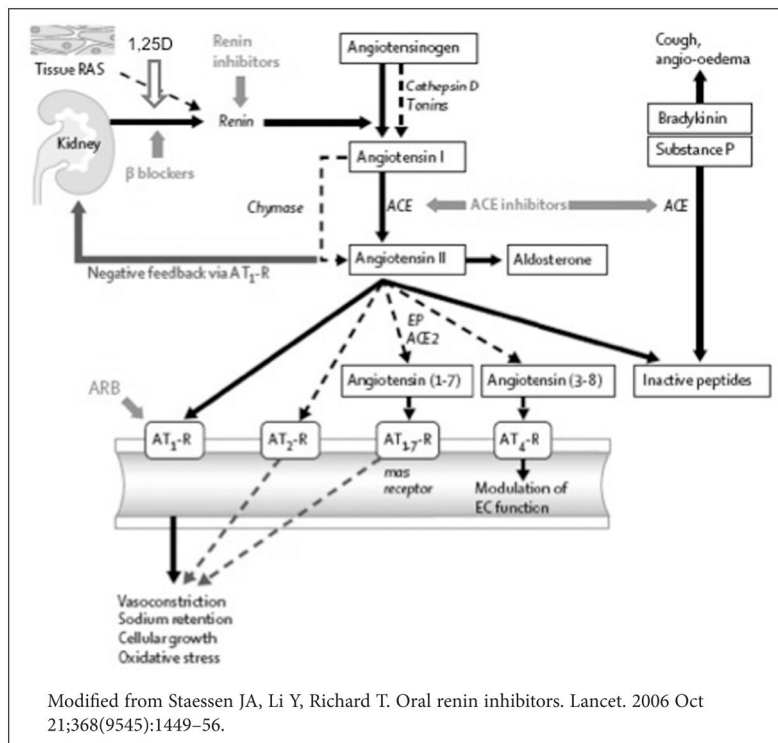 1,25D
Tissue RAS
Renin
inhibitors
Angiotensinogen
Cough,
angio-oedema
Cathepsin D
Tonins
Kidney
Renin
Bradykinin
Substance P
β blockers
Angiotensin I
Chymase
ACE
ACE inhibitors
ACE
Negative feedback via AT1-R
Angiotensin II
Aldosterone
EP
ACE2
ARB
Angiotensin (1-7)
Angiotensin (3-8)
Inactive peptides
AT1-R
AT2-R
AT1-7-R
AT4-R
mas
receptor
Modulation of
EC function
Vasoconstriction
Sodium retention
Cellular growth
Oxidative stress
Modified from Staessen JA, Li Y, Richard T. Oral renin inhibitors. Lancet. 2006 Oct
21;368(9545):1449–56.